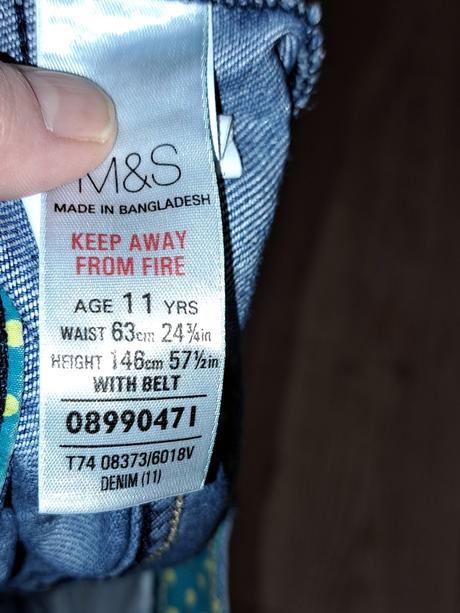 M&S
MADE IN BANGLADESH
KEEP AWAY
FROM FIRE
AGE 11 YRS
WAIST 63cm 24¾in
HEIGHT 146cm 57½in
WITH BELT
08990471
T74 08373/6018V
DENIM (11)